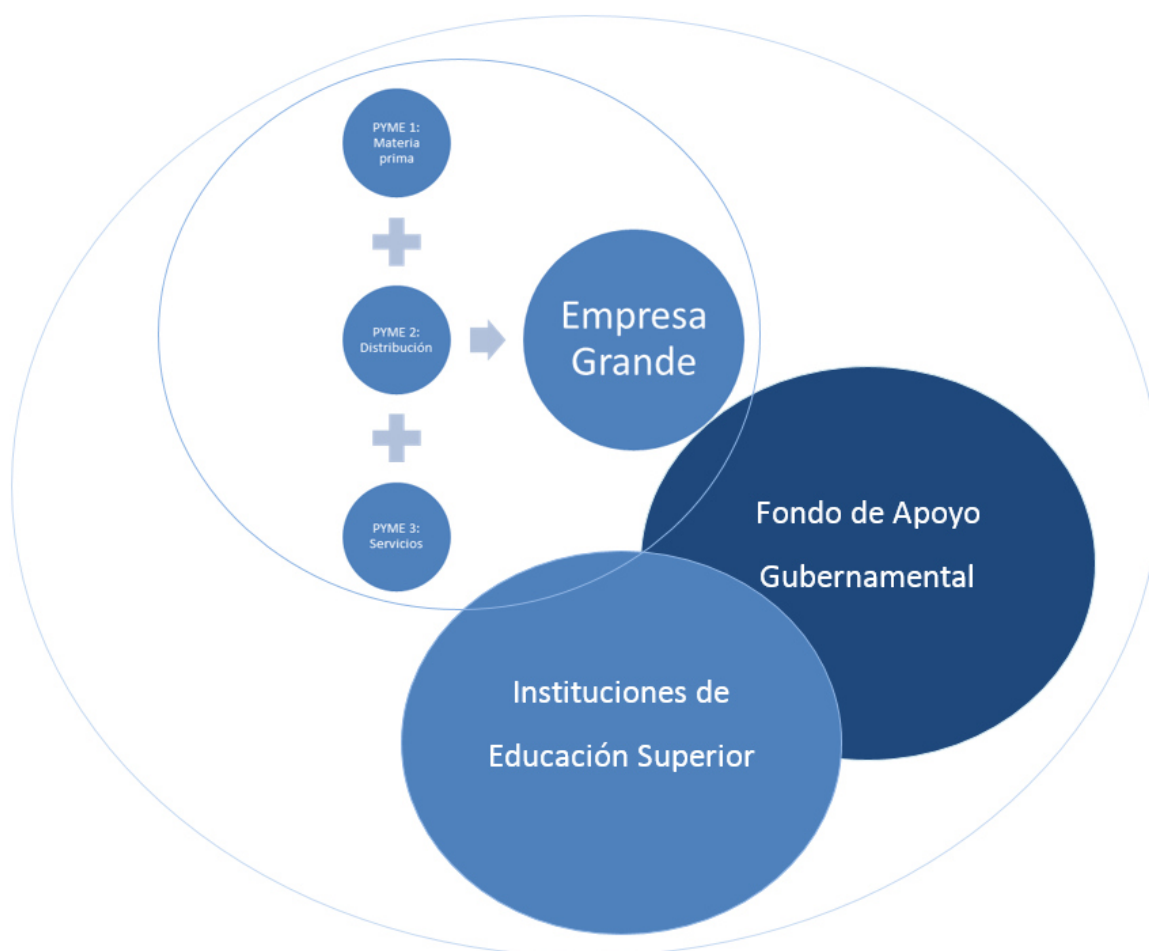 PYME 1:
Materia
prima
PYME 2:
Distribución
PYME 3:
Servicios
Empresa
Grande
Fondo de Apoyo
Gubernamental
Instituciones de
Educación Superior